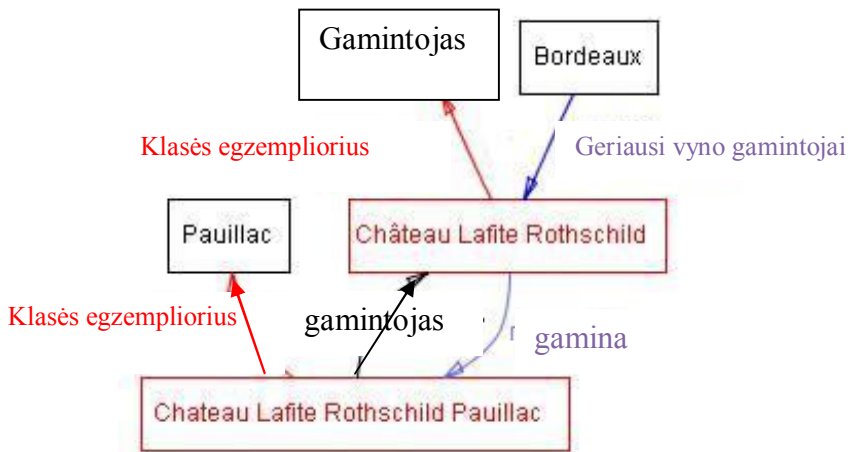 Gamintojas
Bordeaux
Klasės egzempliorius
Geriausi vyno gamintojai
Pauillac
Château Lafite Rothschild
Klasės egzempliorius
gamintojas
gamina
Chateau Lafite Rothschild Pauillac